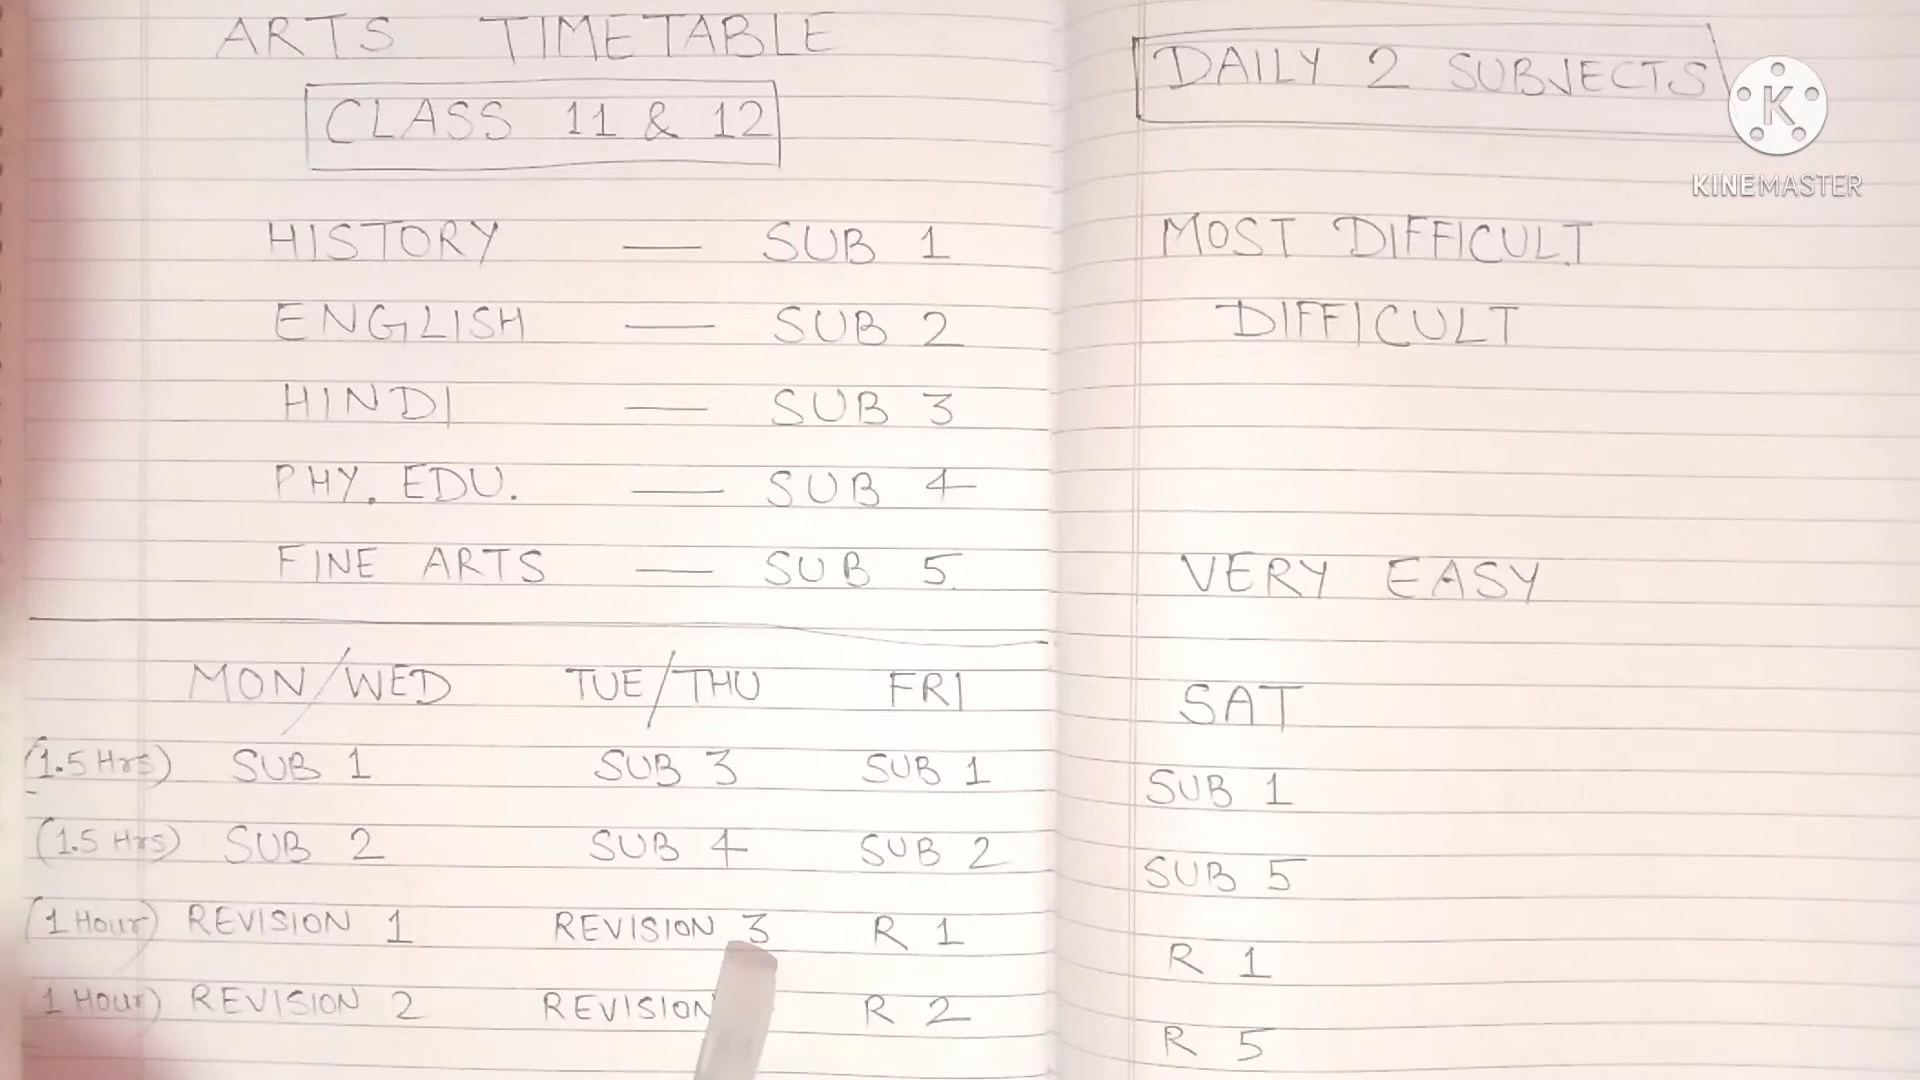 ARTS TIMETABLE
CLASS 11 & 12
HISTORY — SUB 1
ENGLISH — SUB 2
HINDI — SUB 3
PHY. EDU. — SUB 4
FINE ARTS — SUB 5
MON/WED TUE/THU FRI
(1.5 Hrs) SUB 1 SUB 3 SUB 1
(1.5 Hrs) SUB 2 SUB 4 SUB 2
(1 Hour) REVISION 1 REVISION 3 R 1
1 Hour) REVISION 2 REVISION R 2
DAILY 2 SUBJECTS
K
KINEMASTER
MOST DIFFICULT
DIFFICULT
VERY EASY
SAT
SUB 1
SUB 5
R 1
R 5